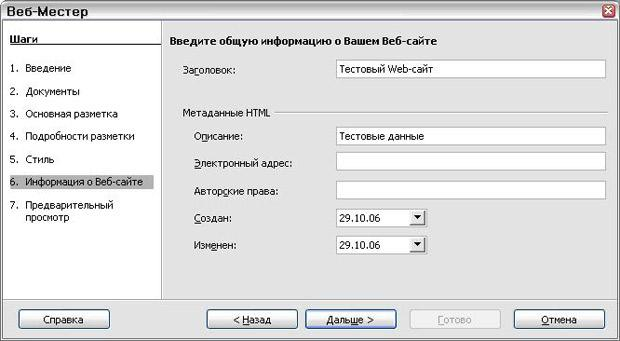 Веб-Мастер
Шаги
1. Введение
2. Документы
3. Основная разметка
4. Подробности разметки
5. Стиль
6. Информация о Веб-сайте
7. Предварительный
просмотр
Введите общую информацию о Вашем Веб-сайте
Заголовок: Тестовый Web-сайт
Метаданные HTML
Описание: Тестовые данные
Электронный адрес:
Авторские права:
Создан: 29.10.06
Изменен: 29.10.06
Справка
< Назад
Дальше >
Готово
Отмена